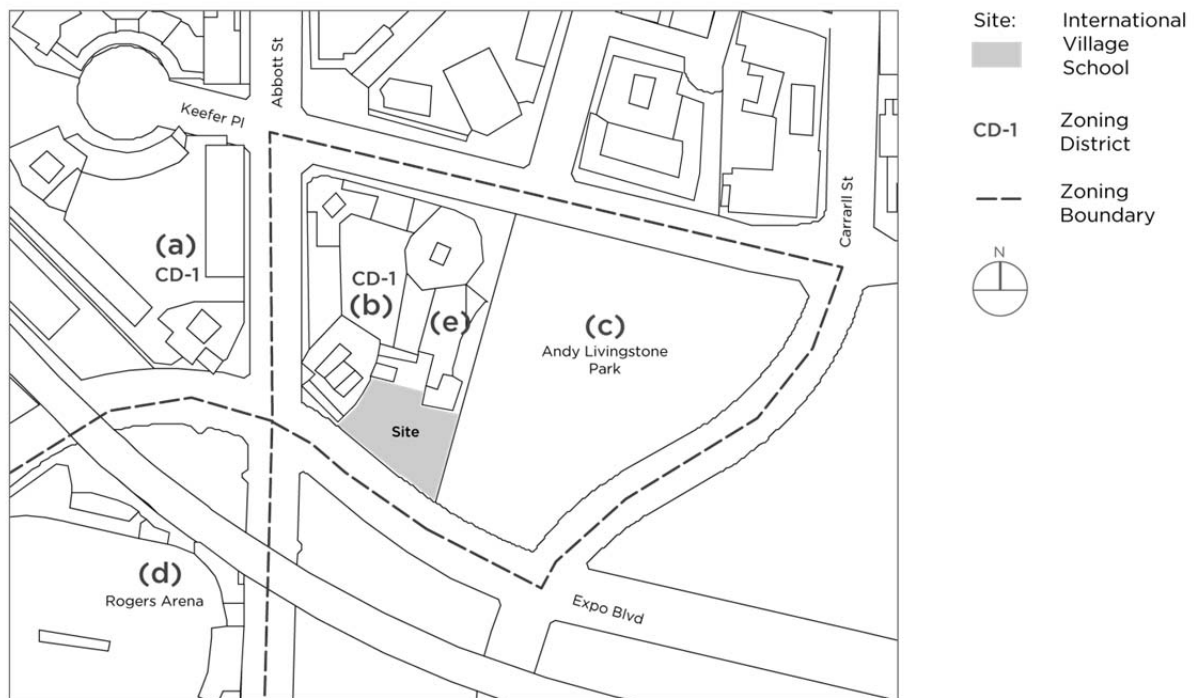 Abbott St
Keefer Pl
Carrarll St
(a)
CD-1
CD-1
(b)
(e)
(c)
Andy Livingstone
Park
Site
(d)
Rogers Arena
Expo Blvd
Site:
International
Village
School
CD-1
Zoning
District
Zoning
Boundary
N